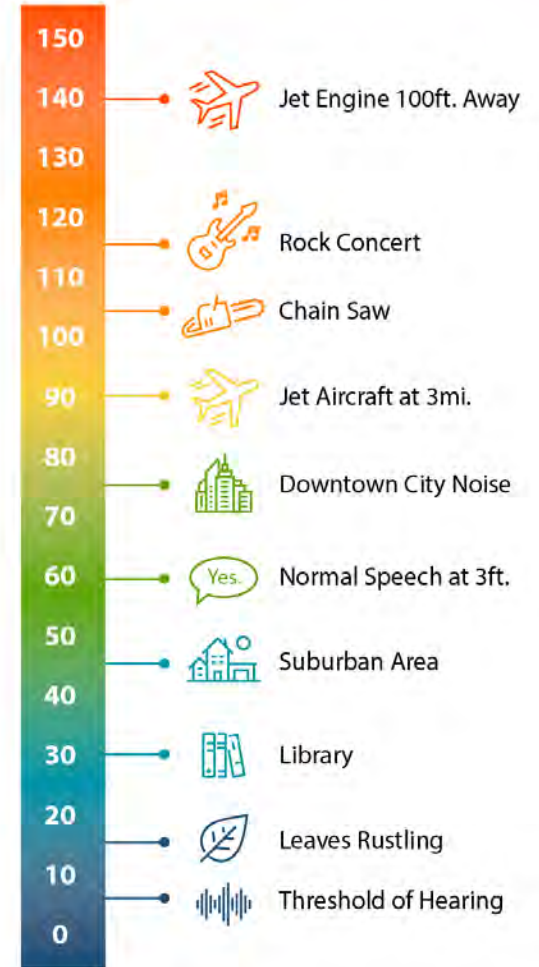 150
140
Jet Engine 100ft. Away
130
120
Rock Concert
110
Chain Saw
100
90
Jet Aircraft at 3mi.
80
Downtown City Noise
70
60
Yes.
Normal Speech at 3ft.
50
Suburban Area
40
30
Library
20
Leaves Rustling
10
Threshold of Hearing
0